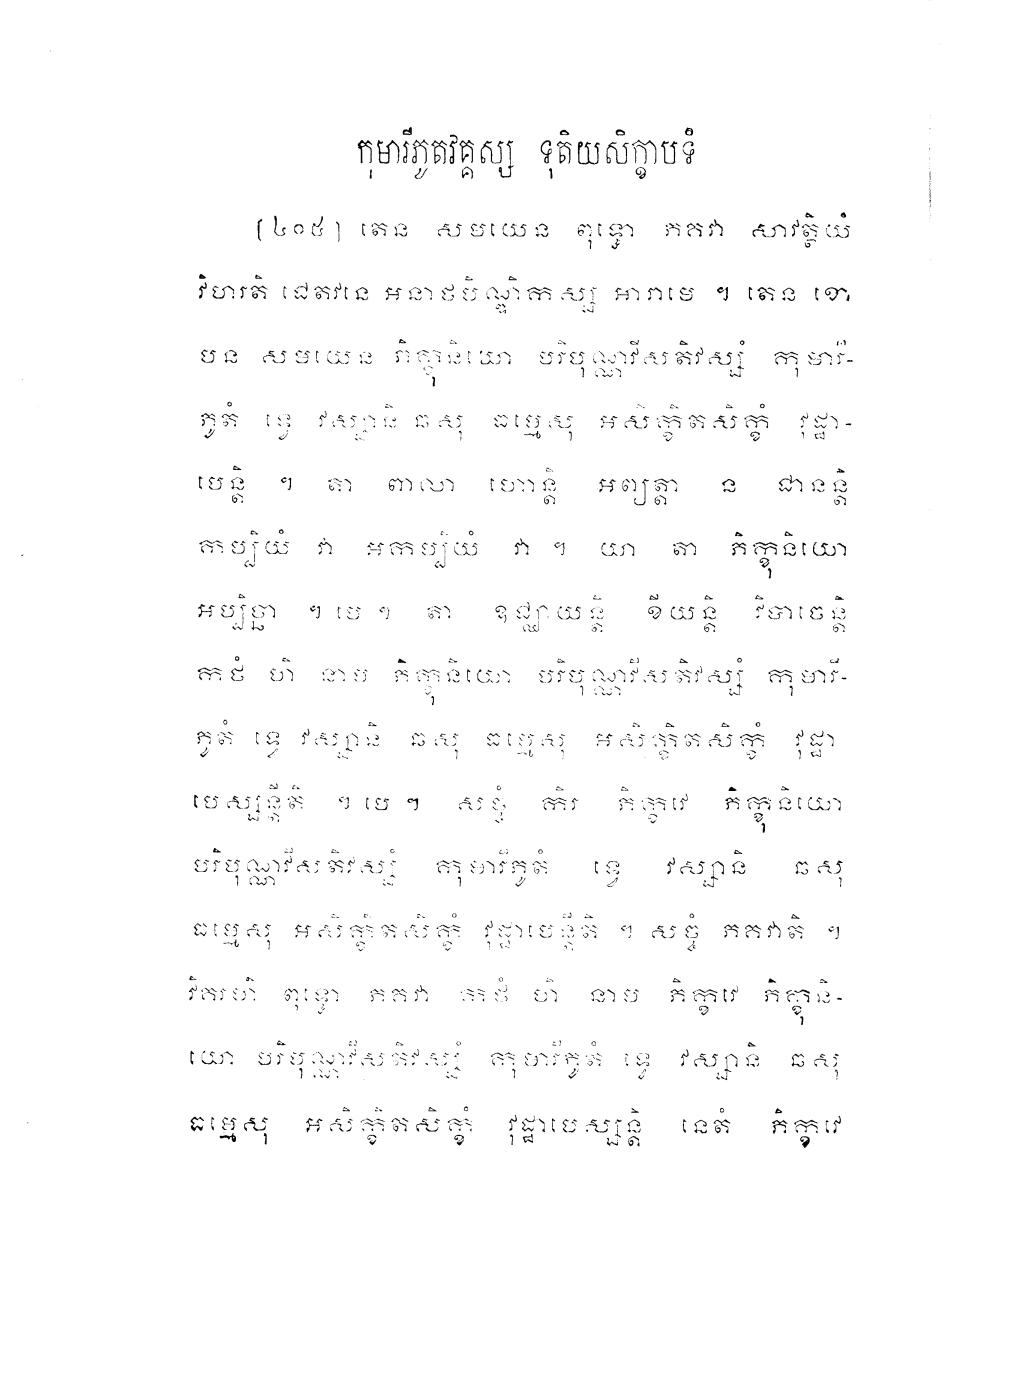 កុមារីភូតវគ្គស្ស ទុតិយសិក្ខាបទំ
[៤០៥] តេន សមយេន ពុទ្ធោ ភគវា សាវត្ថិយំ
វិហរតិ ជេតវនេ អនាថបិណ្ឌិកស្ស អារាមេ ។ តេន ខោ
បន សមយេន ភិក្ខុនិយោ បរិបុណ្ណវីសតិវស្សំ កុមារី-
ភូតំ ទ្វេ វស្សានិ ឆសុ ធម្មេសុ អសិក្ខិតសិក្ខំ វុដ្ឋា-
បេន្តិ ។ តា ពាលា ហោន្តិ អព្យត្តា ន ជានន្តិ
កប្បិយំ វា អកប្បិយំ វា ។ យា តា ភិក្ខុនិយោ
អប្បិច្ឆា ។ បេ ។ តា ឧជ្ឈាយន្តិ ខីយន្តិ វិបាចេន្តិ
កថំ ហិ នាម ភិក្ខុនិយោ បរិបុណ្ណវីសតិវស្សំ កុមារី-
ភូតំ ទ្វេ វស្សានិ ឆសុ ធម្មេសុ អសិក្ខិតសិក្ខំ វុដ្ឋា
បេស្សន្តីតិ ។ បេ ។ សច្ចំ កិរ ភិក្ខវេ ភិក្ខុនិយោ
បរិបុណ្ណវីសតិវស្សំ កុមារីភូតំ ទ្វេ វស្សានិ ឆសុ
ធម្មេសុ អសិក្ខិតសិក្ខំ វុដ្ឋាបេន្តីតិ ។ សច្ចំ ភគវាតិ ។
វិគរហិ ពុទ្ធោ ភគវា កថំ ហិ នាម ភិក្ខវេ ភិក្ខុនិ-
យោ បរិបុណ្ណវីសតិវស្សំ កុមារីភូតំ ទ្វេ វស្សានិ ឆសុ
ធម្មេសុ អសិក្ខិតសិក្ខំ វុដ្ឋាបេស្សន្តិ នេតំ ភិក្ខវេ